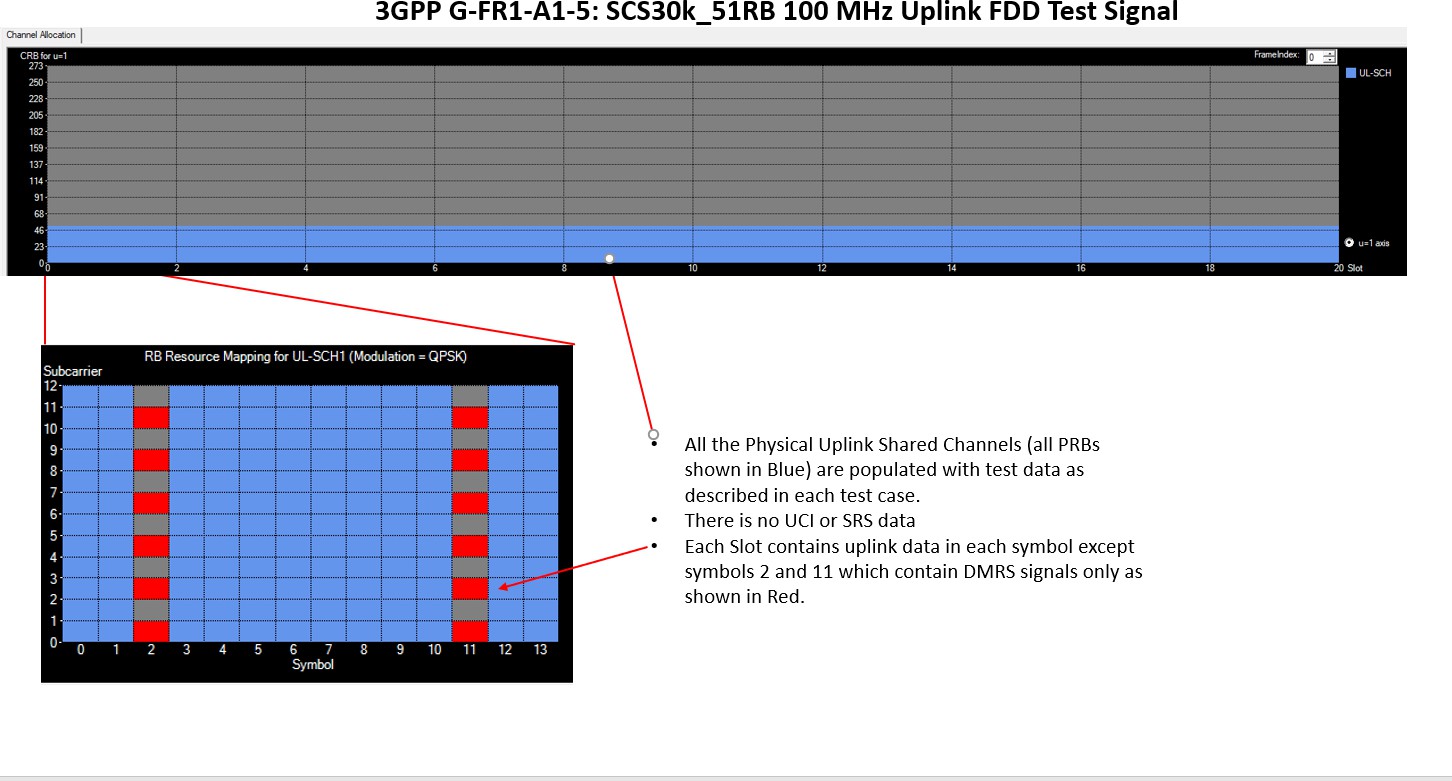 3GPP G-FR1-A1-5: SCS30k_51RB 100 MHz Uplink FDD Test Signal
Channel Allocation
CRB for u=1
FrameIndex: 0
273
250
228
205
182
159
137
114
91
68
46
23
0
UL-SCH
u=1 axis
0 2 4 6 8 10 12 14 16 18 20 Slot
RB Resource Mapping for UL-SCH1 (Modulation = QPSK)
Subcarrier
12
11
10
9
8
7
6
5
4
3
2
1
0
0 1 2 3 4 5 6 7 8 9 10 11 12 13
Symbol
• All the Physical Uplink Shared Channels (all PRBs
shown in Blue) are populated with test data as
described in each test case.
• There is no UCI or SRS data
• Each Slot contains uplink data in each symbol except
symbols 2 and 11 which contain DMRS signals only as
shown in Red.